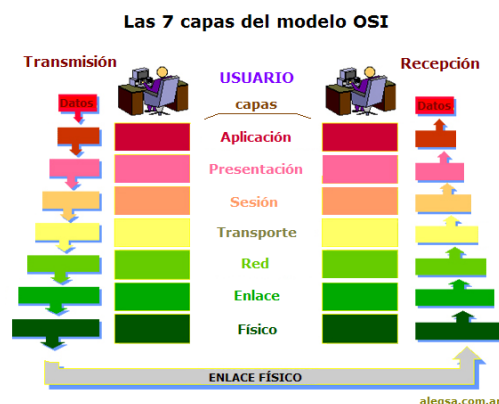 Las 7 capas del modelo OSI
Transmisión
Recepción
USUARIO
capas
Datos
Datos
Aplicación
Presentación
Sesión
Transporte
Red
Enlace
Físico
ENLACE FÍSICO
alegsa.com.ar